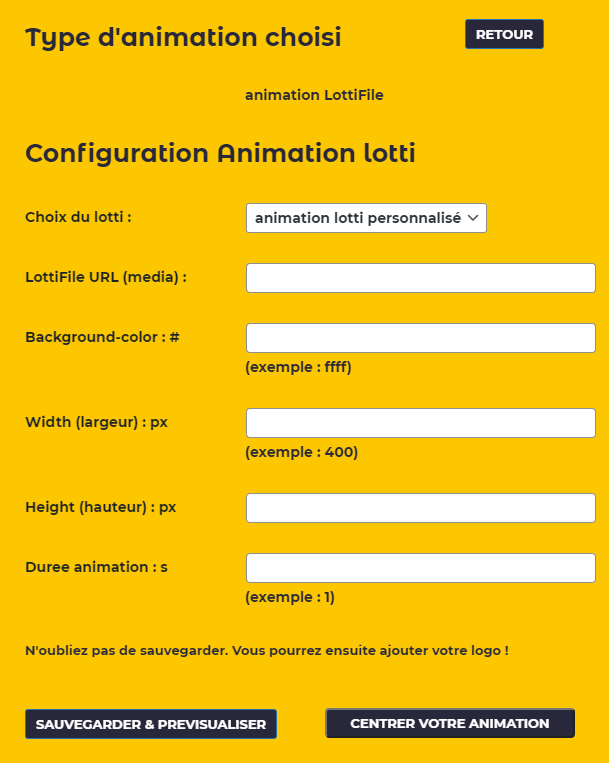 Type d'animation choisi
RETOUR
animation LottiFile
Configuration Animation lotti
Choix du lotti :
animation lotti personnalisé
LottiFile URL (media) :
Background-color : #
(exemple : ffff)
Width (largeur) : px
(exemple : 400)
Height (hauteur) : px
Duree animation : s
(exemple : 1)
N'oubliez pas de sauvegarder. Vous pourrez ensuite ajouter votre logo !
SAUVEGARDER & PREVISUALISER
CENTRER VOTRE ANIMATION